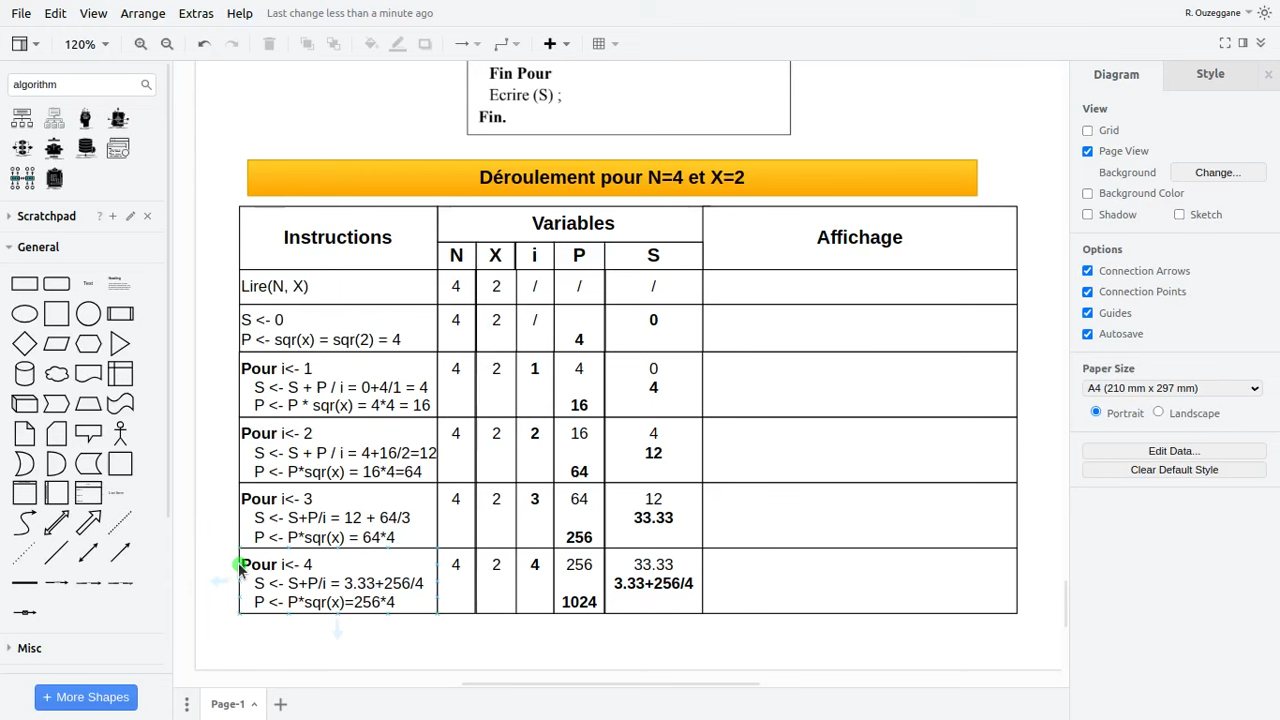 File Edit View Arrange Extras Help Last change less than a minute ago R. Ouzeggane
120%
algorithm
Scratchpad ?
General
Text
Misc
+ More Shapes
Fin Pour
Ecrire (S) ;
Fin.
Déroulement pour N=4 et X=2
Instructions Variables Affichage
N X i P S
Lire(N, X) 4 2 / / /
S <- 0 4 2 / 0
P <- sqr(x) = sqr(2) = 4 4
Pour i<- 1 4 2 1 4 0
S <- S + P / i = 0+4/1 = 4 4
P <- P * sqr(x) = 4*4 = 16 16
Pour i<- 2 4 2 2 16 4
S <- S + P / i = 4+16/2=12 12
P <- P*sqr(x) = 16*4=64 64
Pour i<- 3 4 2 3 64 12
S <- S+P/i = 12 + 64/3 33.33
P <- P*sqr(x) = 64*4 256
Pour i<- 4 4 2 4 256 33.33
S <- S+P/i = 3.33+256/4 3.33+256/4
P <- P*sqr(x)=256*4 1024
Page-1
Diagram Style
View
Grid
Page View
Background Change...
Background Color
Shadow Sketch
Options
Connection Arrows
Connection Points
Guides
Autosave
Paper Size
A4 (210 mm x 297 mm)
Portrait Landscape
Edit Data...
Clear Default Style